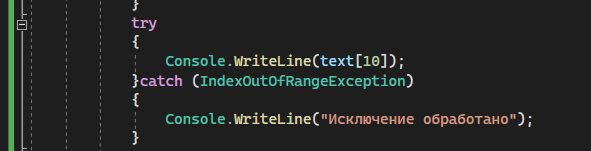 }
try
{
Console.WriteLine(text[10]);
}catch (IndexOutOfRangeException)
{
Console.WriteLine("Исключение обработано");
}